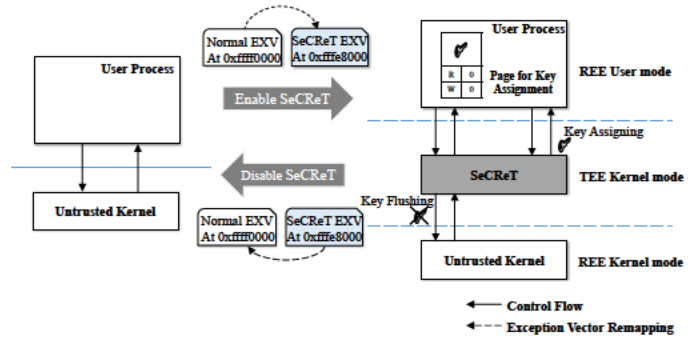 User Process
Untrusted Kernel
Normal EXV
At 0xffff0000
SeCReT EXV
At 0xfffe8000
Enable SeCReT
Disable SeCReT
Normal EXV
At 0xffff0000
SeCReT EXV
At 0xfffe8000
User Process
R 0
W 0
Page for Key
Assignment
REE User mode
Key Assigning
SeCReT
TEE Kernel mode
Key Flushing
Untrusted Kernel
REE Kernel mode
Control Flow
Exception Vector Remapping